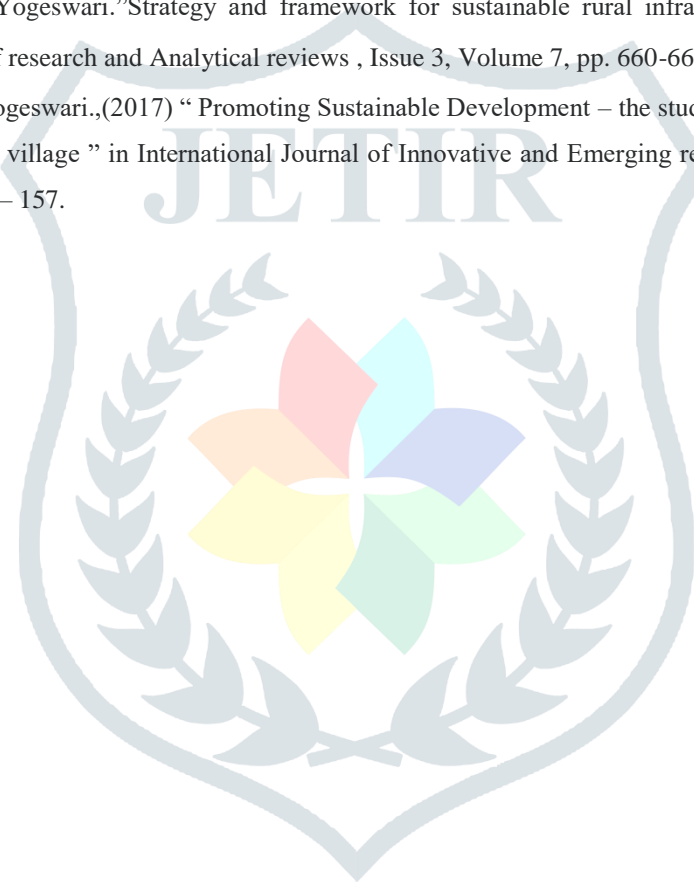 Yogeswari.”Strategy and framework for sustainable rural infra
f research and Analytical reviews , Issue 3, Volume 7, pp. 660-66
ogeswari.,(2017) “ Promoting Sustainable Development – the stud
village ” in International Journal of Innovative and Emerging re
– 157.
JETIR